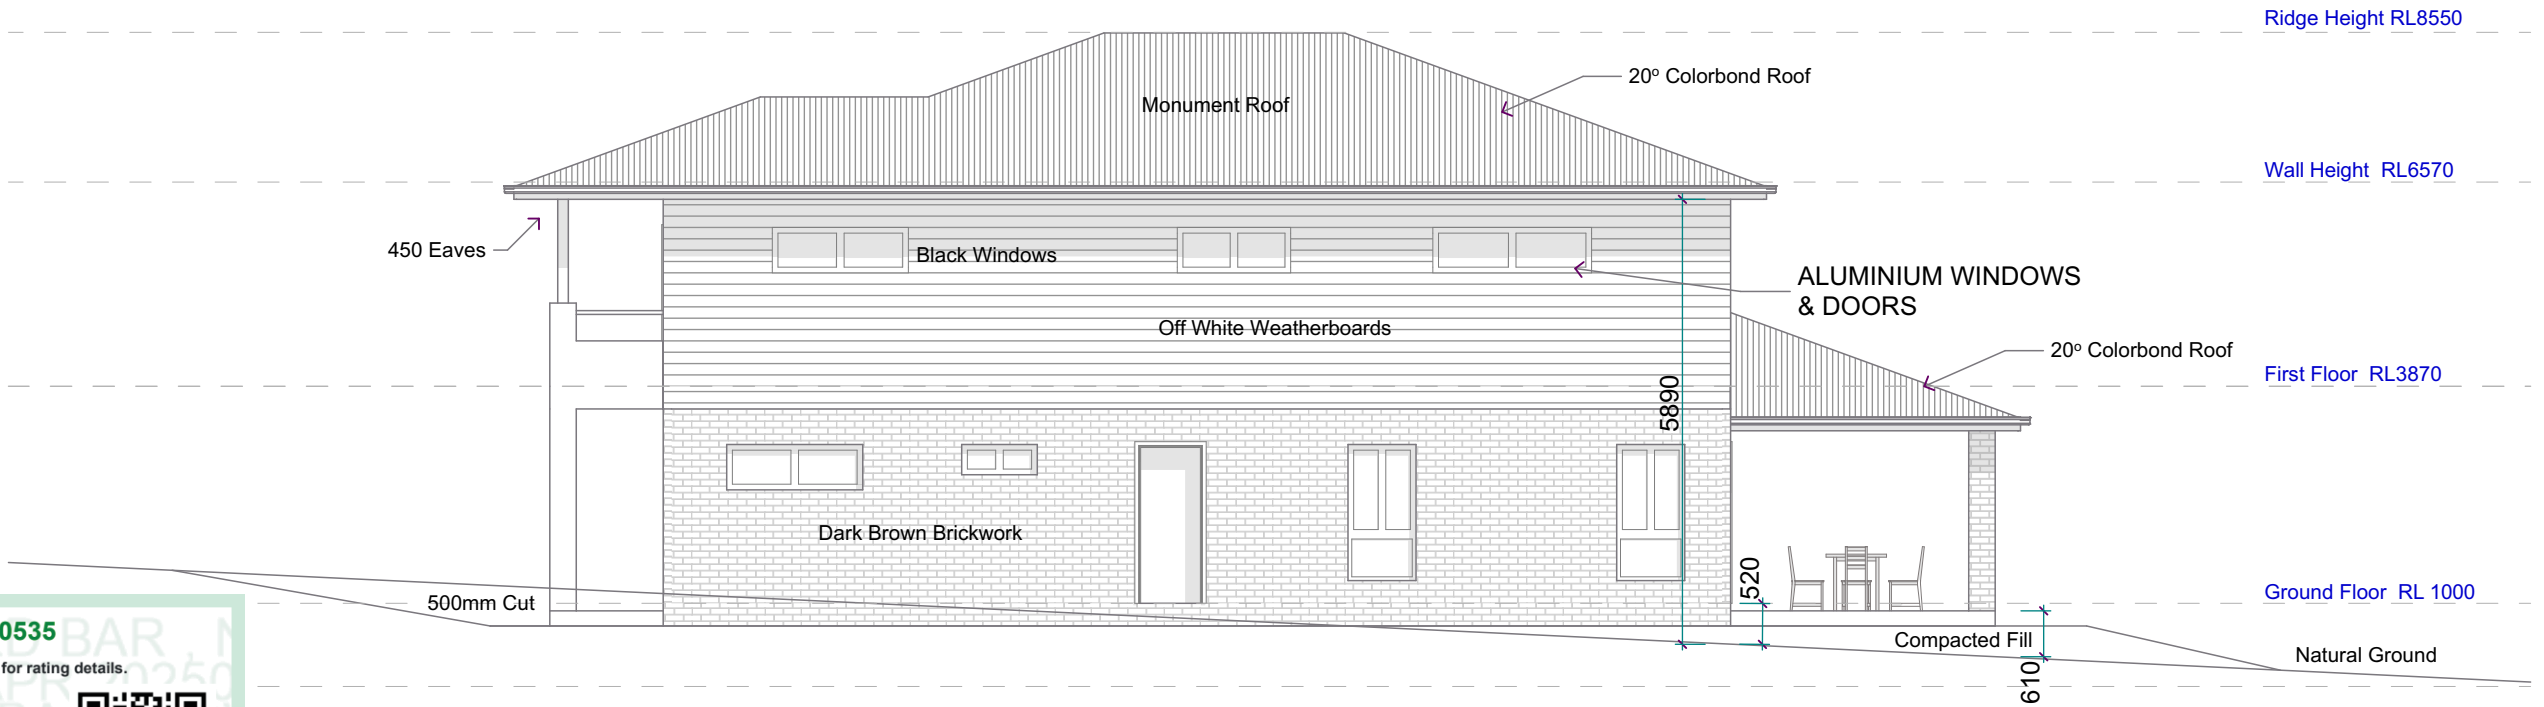 Ridge Height RL8550
20º Colorbond Roof
Monument Roof
Wall Height RL6570
450 Eaves
Black Windows
ALUMINIUM WINDOWS
& DOORS
Off White Weatherboards
20º Colorbond Roof
First Floor RL3870
5890
Dark Brown Brickwork
520
Ground Floor RL 1000
500mm Cut
Compacted Fill
Natural Ground
610
0535
for rating details.